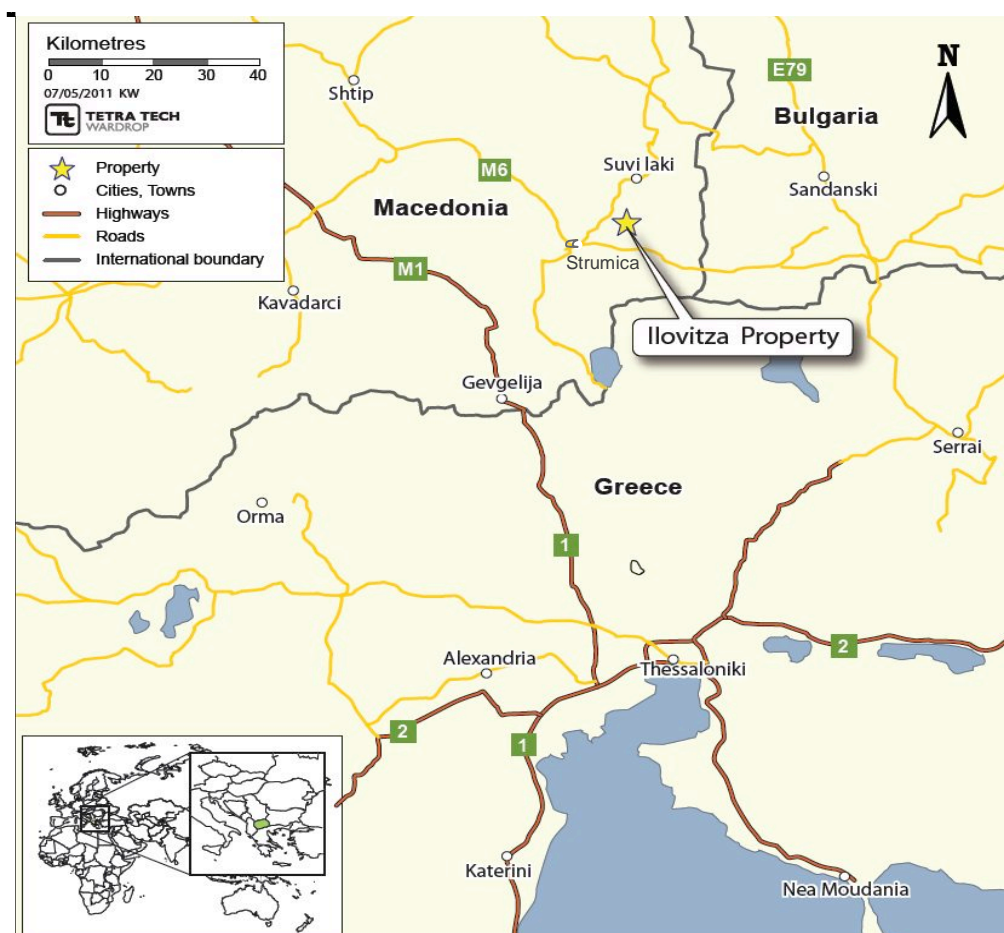 Kilometres
0 10 20 30 40
07/05/2011 KW
Tt TETRA TECH
WARDROP
Property
Cities, Towns
Highways
Roads
International boundary
N
E79
Bulgaria
Shtip
M6
Suvi laki
Sandanski
Macedonia
Strumica
M1
Kavadarci
Ilovitza Property
Gevgelija
Serrai
Greece
Orma
1
2
Alexandria
Thessaloniki
2
1
Katerini
Nea Moudania